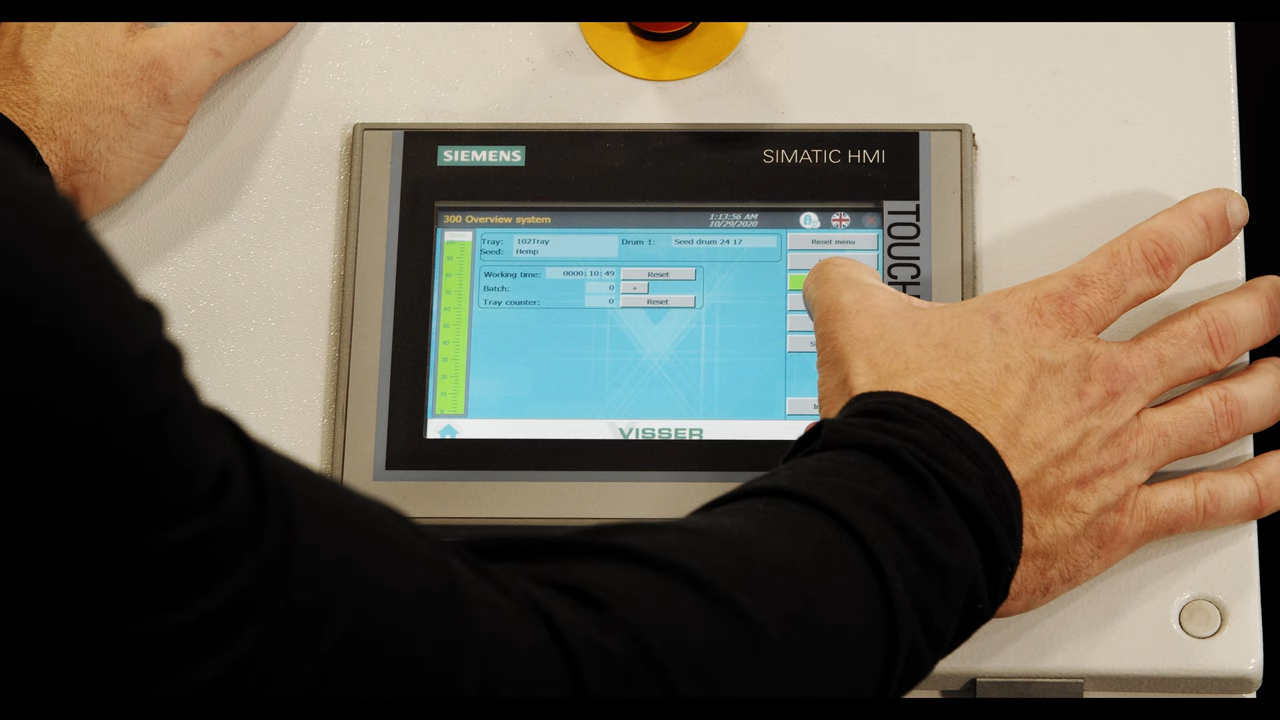 SIEMENS
SIMATIC HMI
TOUCH
300 Overview system
1:13:56 AM
10/29/2020
Tray: 102Tray Drum 1: Seed drum 24 17
Seed: Hemp
Reset menu
Working time: 0000:10:49 Reset
Batch: 0 +
Tray counter: 0 Reset
VISSER